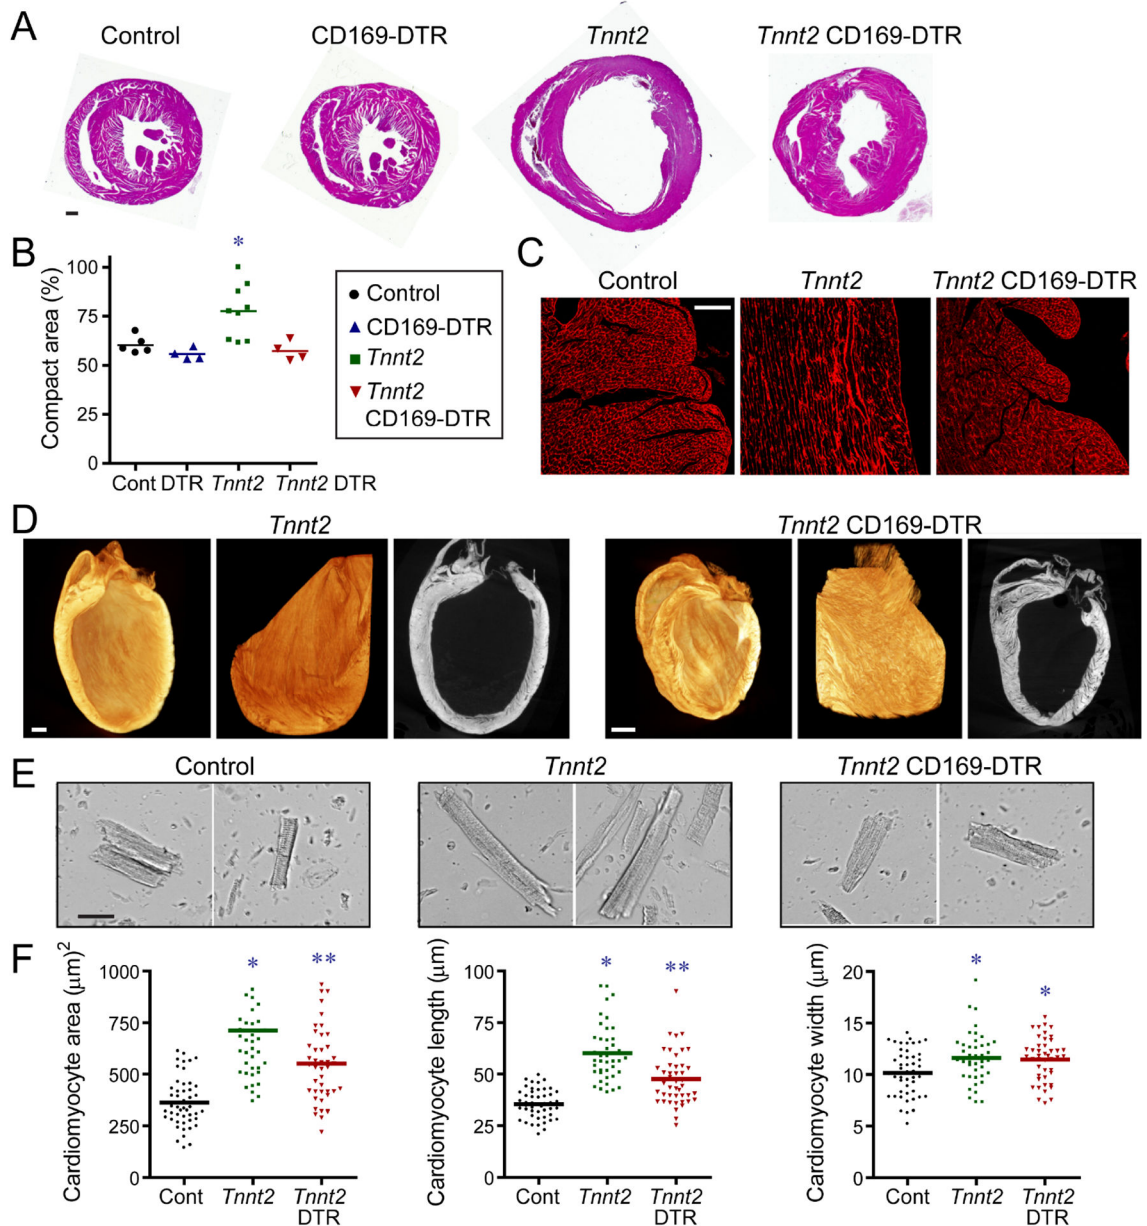 A
Control
CD169-DTR
Tnnt2
Tnnt2 CD169-DTR
B
Compact area (%)
100
75
50
25
0
*
Cont
DTR
Tnnt2
Tnnt2 DTR
Control
CD169-DTR
Tnnt2
Tnnt2
CD169-DTR
C
Control
Tnnt2
Tnnt2 CD169-DTR
D
Tnnt2
Tnnt2 CD169-DTR
E
Control
Tnnt2
Tnnt2 CD169-DTR
F
Cardiomyocyte area (μm)²
1000
750
500
250
0
*
**
Cont
Tnnt2
Tnnt2
DTR
Cardiomyocyte length (μm)
100
75
50
25
0
*
**
Cont
Tnnt2
Tnnt2
DTR
Cardiomyocyte width (μm)
20
15
10
5
0
*
*
Cont
Tnnt2
Tnnt2
DTR